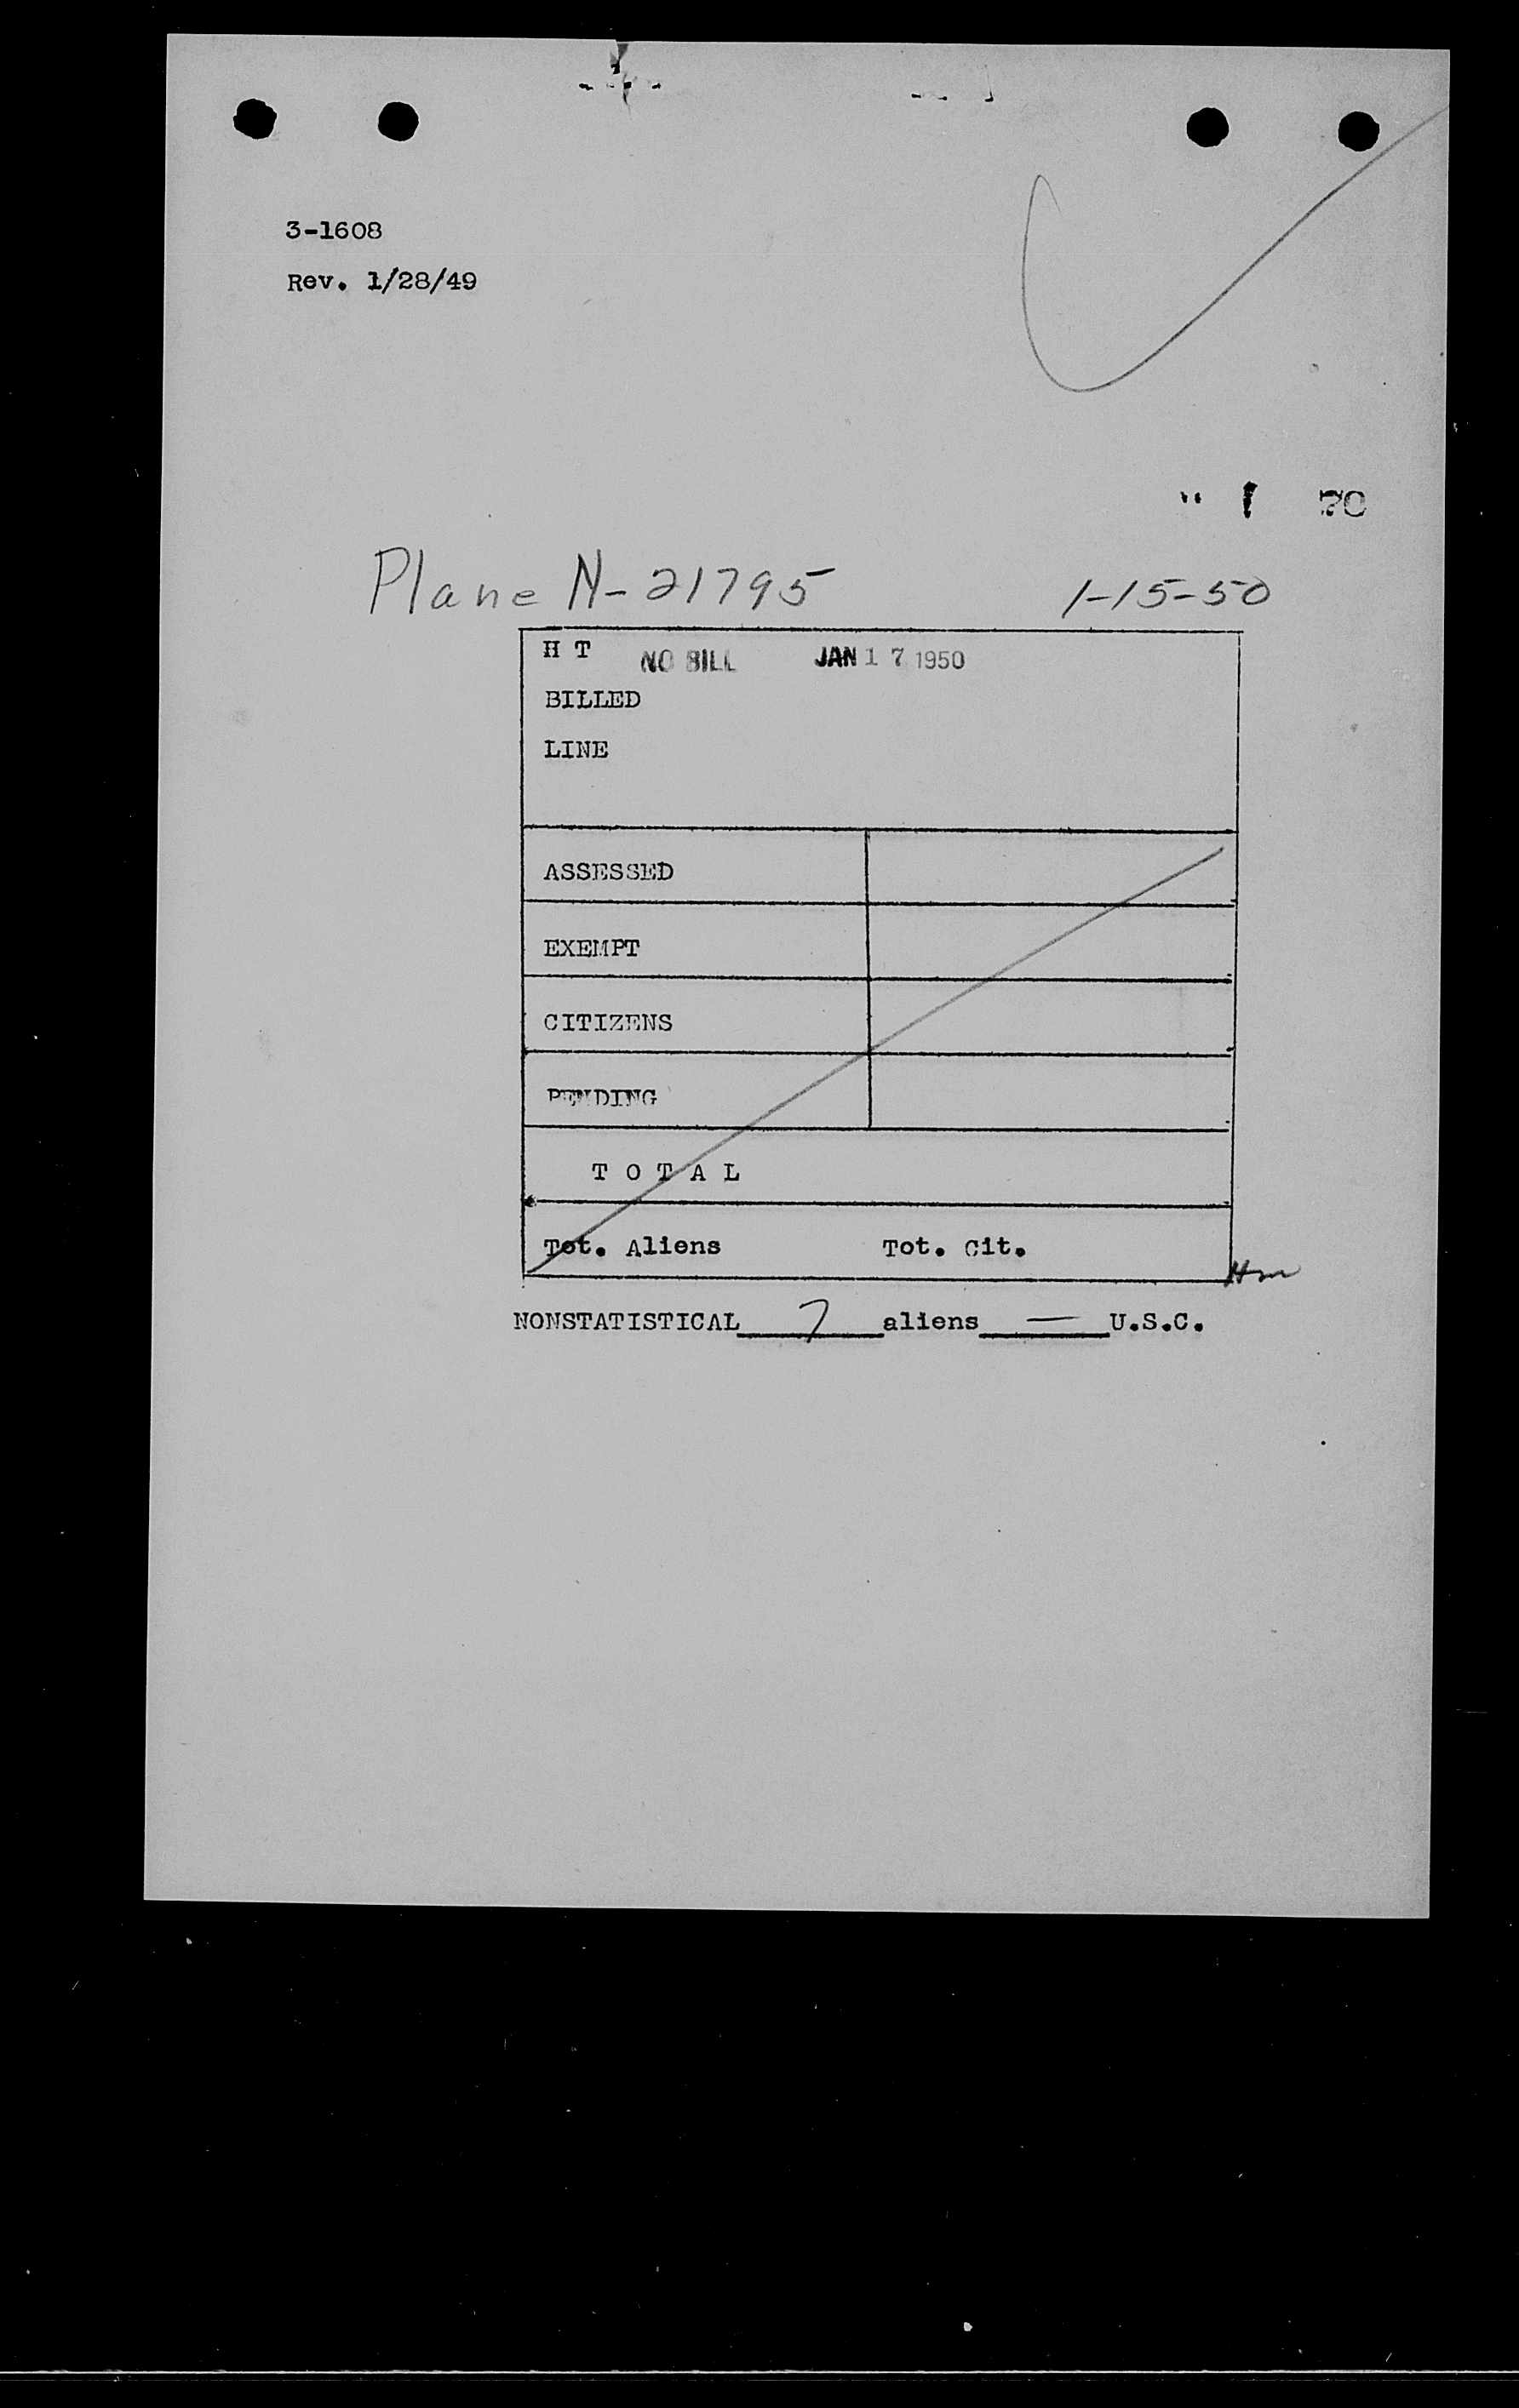 3-1608
Rev. 1/28/49
70
Plane N-21795 1-15-50
H T NO BILL JAN 17 1950
BILLED
LINE
ASSESSED
EXEMPT
CITIZENS
PENDING
T O T A L
Tot. Aliens Tot. Cit.
NONSTATISTICAL 7 aliens — U.S.C.